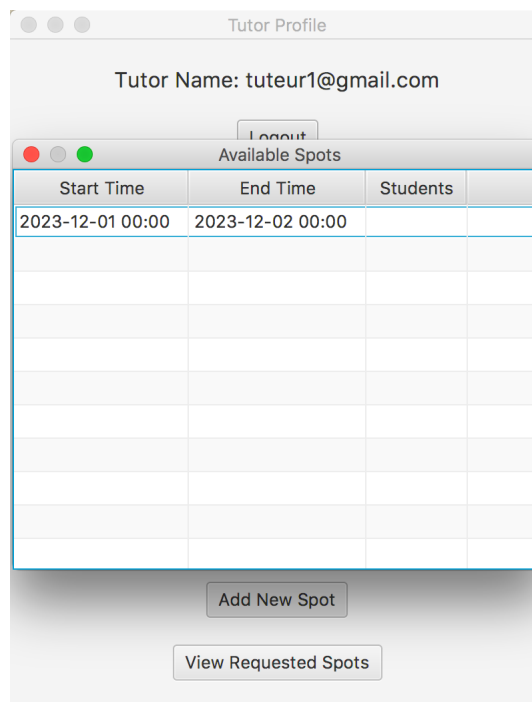 Tutor Profile
Tutor Name: tuteur1@gmail.com
Logout
Available Spots
Start Time End Time Students
2023-12-01 00:00 2023-12-02 00:00
Add New Spot
View Requested Spots